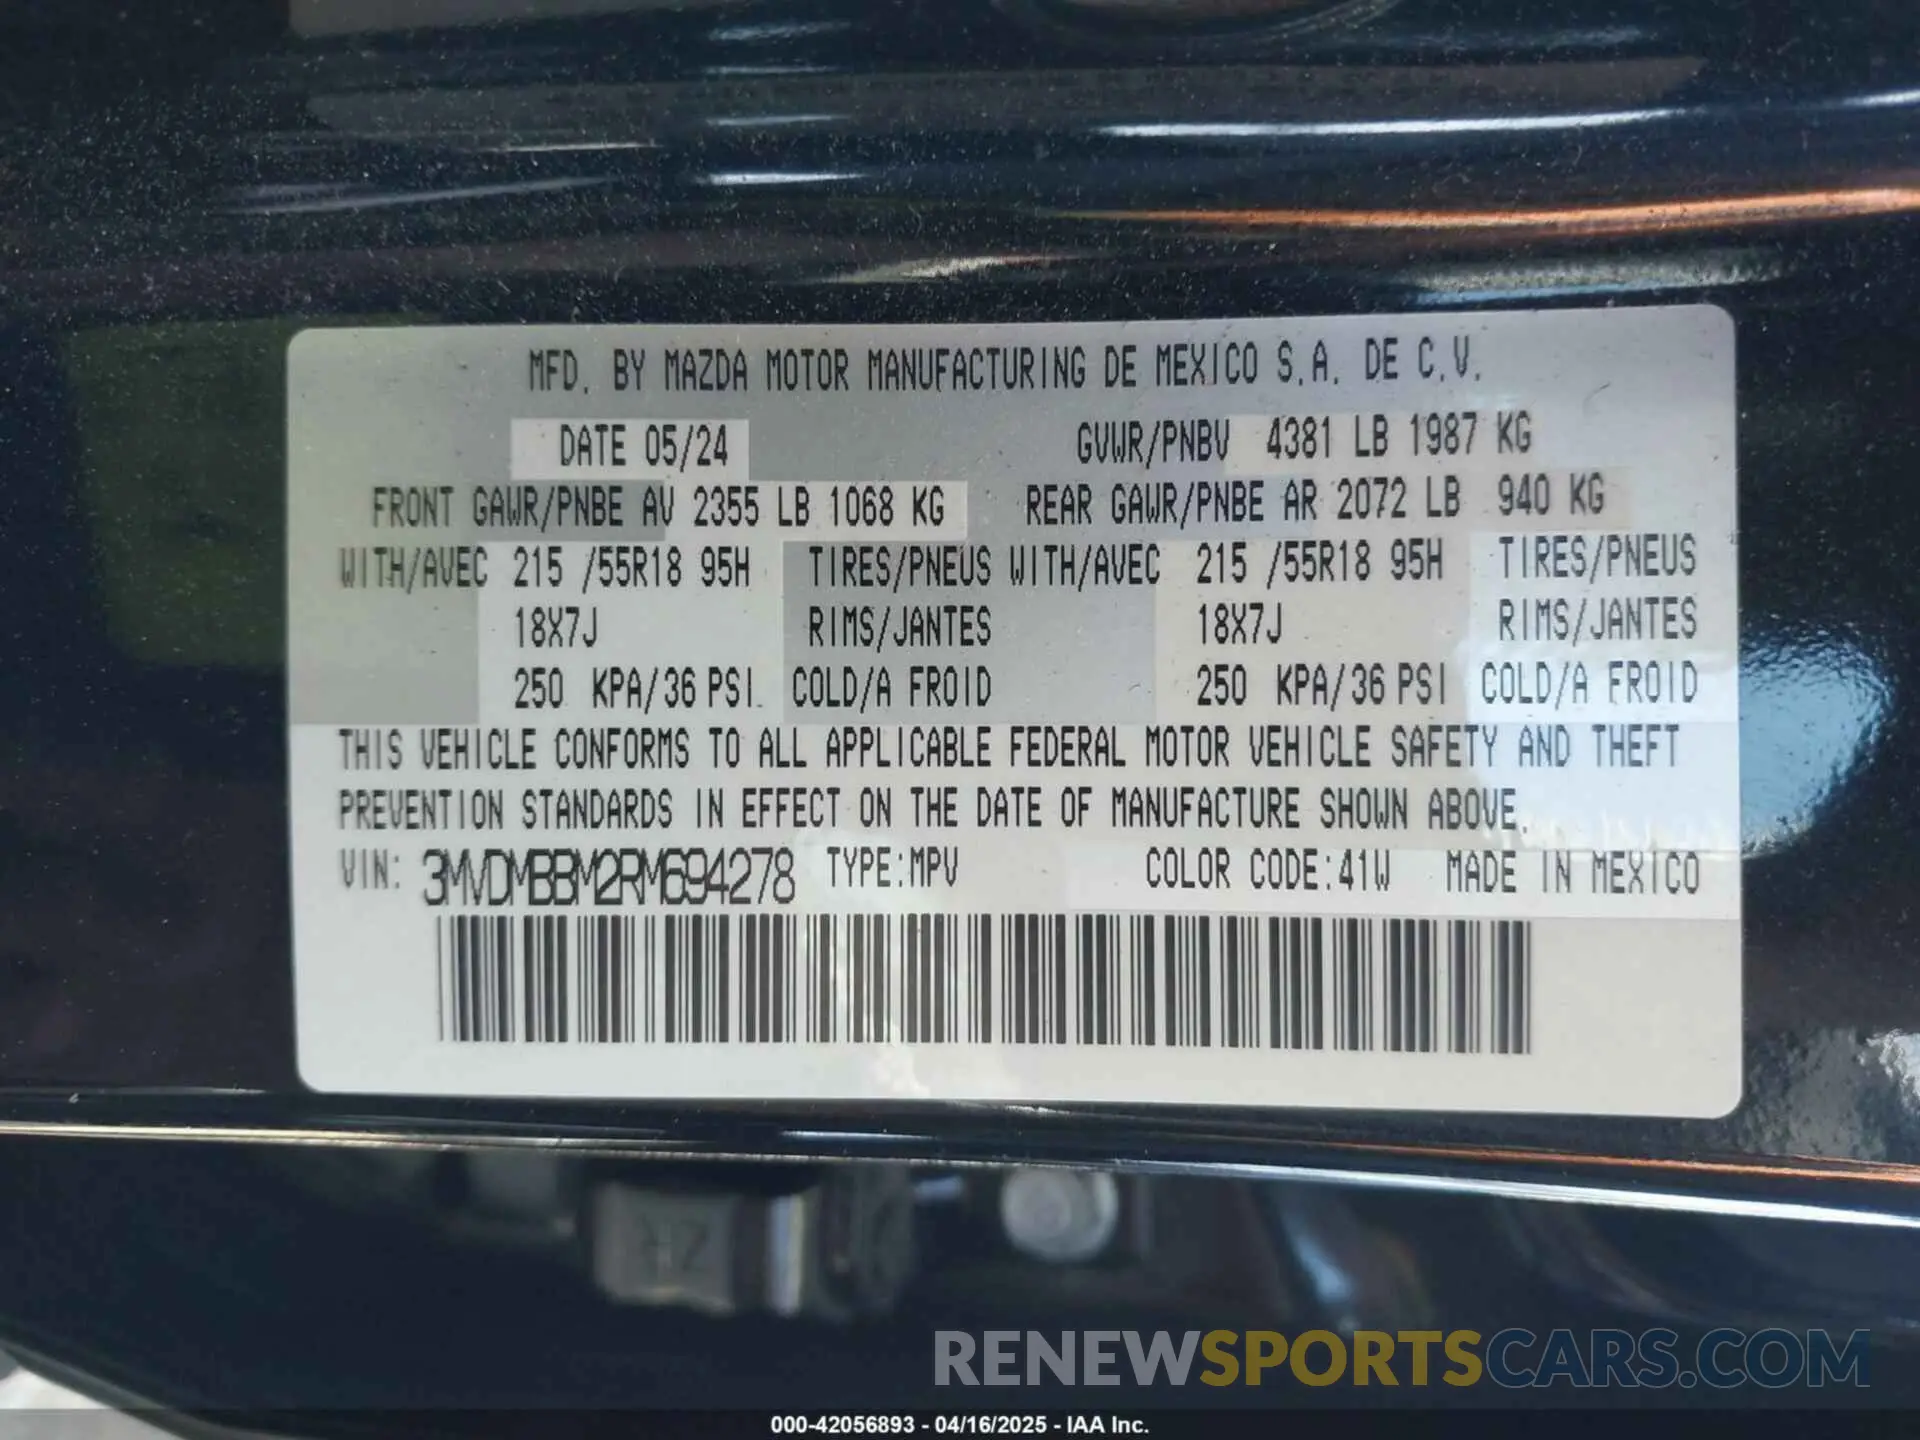 MFD. BY MAZDA MOTOR MANUFACTURING DE MEXICO S.A. DE C.V.
DATE 05/24 GVWR/PNBV 4381 LB 1987 KG
FRONT GAWR/PNBE AV 2355 LB 1068 KG REAR GAWR/PNBE AR 2072 LB 940 KG
WITH/AVEC 215 /55R18 95H TIRES/PNEUS WITH/AVEC 215 /55R18 95H TIRES/PNEUS
18X7J RIMS/JANTES 18X7J RIMS/JANTES
250 KPA/36 PSI. COLD/A FROID 250 KPA/36 PSI COLD/A FROID
THIS VEHICLE CONFORMS TO ALL APPLICABLE FEDERAL MOTOR VEHICLE SAFETY AND THEFT
PREVENTION STANDARDS IN EFFECT ON THE DATE OF MANUFACTURE SHOWN ABOVE.
VIN: 3MVDMBBM2RM694278 TYPE:MPV COLOR CODE:41W MADE IN MEXICO
RENEWSPORTSCARS.COM
000-42056893 - 04/16/2025 - IAA Inc.